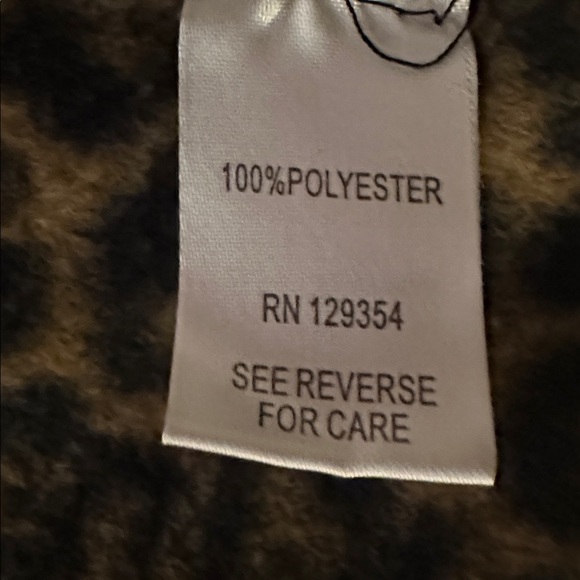 100%POLYESTER
RN 129354
SEE REVERSE
FOR CARE